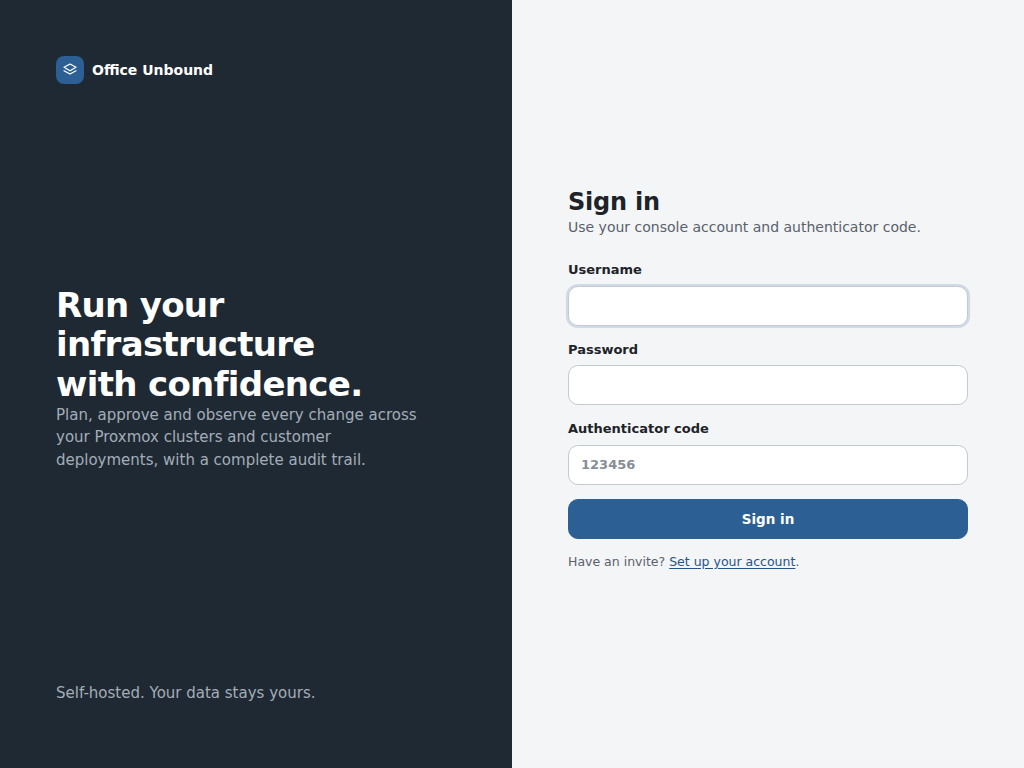 Office Unbound
Run your
infrastructure
with confidence.
Plan, approve and observe every change across
your Proxmox clusters and customer
deployments, with a complete audit trail.
Self-hosted. Your data stays yours.
Sign in
Use your console account and authenticator code.
Username
Password
Authenticator code
123456
Sign in
Have an invite? Set up your account.